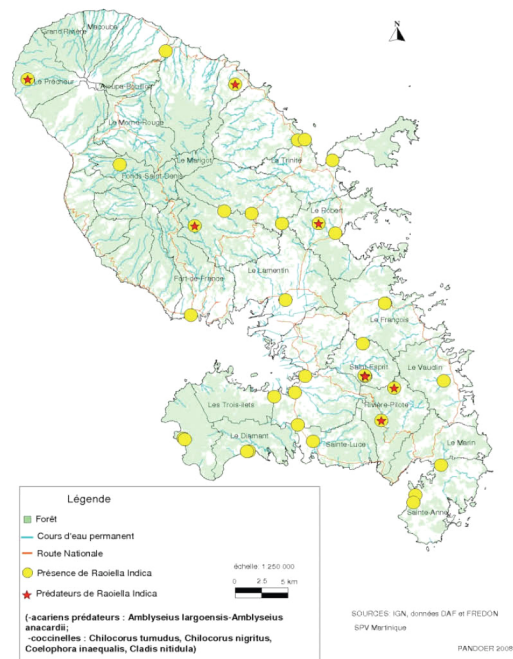 N
Macouba
Grand Rivière
Le Prêcheur
Ajoupa-Bouillon
Le Morne-Rouge
Le Marigot
La Trinité
Fonds-Saint-Denis
Le Robert
Le Lamentin
Fort-de-France
Le François
Saint-Esprit
Le Vauclin
Les Trois-Ilets
Rivière-Pilote
Le Diamant
Sainte-Luce
Le Marin
Sainte-Anne
Légende
Forêt
Cours d'eau permanent
Route Nationale
Présence de Raoiella Indica
Prédateurs de Raoiella Indica
(-acariens prédateurs : Amblyseius largoensis-Amblyseius
anacardii;
-coccinelles : Chilocorus tumudus, Chilocorus nigritus,
Coelophora inaequalis, Cladis nitidula)
échelle: 1:250 000
0 2.5 5 km
SOURCES: IGN, données DAF et FREDON
SPV Martinique
PANDOER 2008